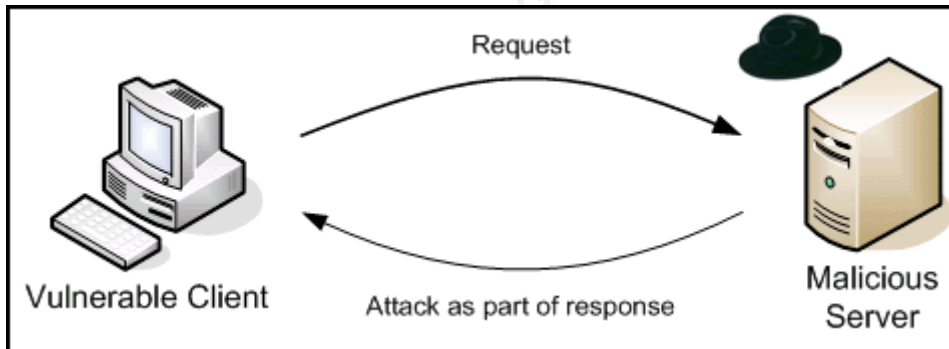 Request
Vulnerable Client
Attack as part of response
Malicious
Server